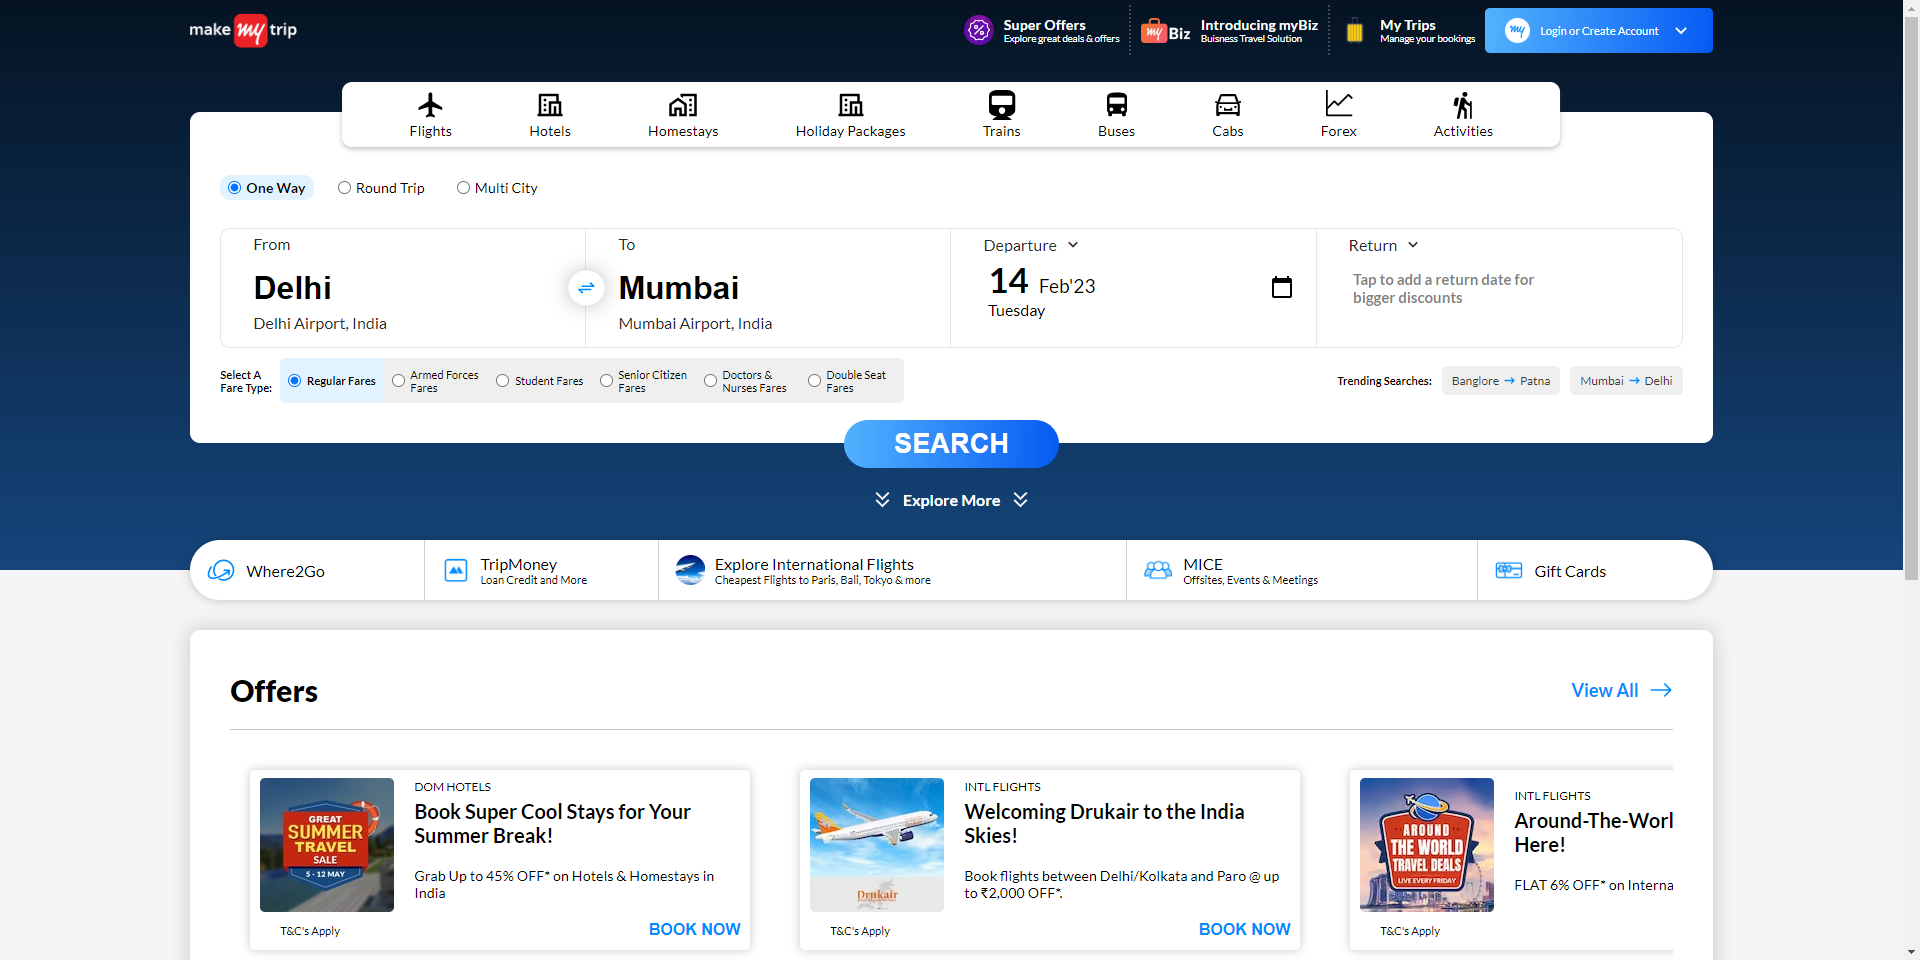 make my trip
Super Offers
Explore great deals & offers
my Biz
Introducing myBiz
Buisness Travel Solution
My Trips
Manage your bookings
my Login or Create Account
Flights
Hotels
Homestays
Holiday Packages
Trains
Buses
Cabs
Forex
Activities
One Way
Round Trip
Multi City
From
Delhi
Delhi Airport, India
To
Mumbai
Mumbai Airport, India
Departure
14 Feb'23
Tuesday
Return
Tap to add a return date for
bigger discounts
Select A
Fare Type:
Regular Fares
Armed Forces
Fares
Student Fares
Senior Citizen
Fares
Doctors &
Nurses Fares
Double Seat
Fares
Trending Searches:
Banglore → Patna
Mumbai → Delhi
SEARCH
Explore More
Where2Go
TripMoney
Loan Credit and More
Explore International Flights
Cheapest Flights to Paris, Bali, Tokyo & more
MICE
Offsites, Events & Meetings
Gift Cards
Offers
View All
GREAT
SUMMER
TRAVEL
SALE
5 - 12 MAY
DOM HOTELS
Book Super Cool Stays for Your
Summer Break!
Grab Up to 45% OFF* on Hotels & Homestays in
India
T&C's Apply
BOOK NOW
Drukair
INTL FLIGHTS
Welcoming Drukair to the India
Skies!
Book flights between Delhi/Kolkata and Paro @ up
to ₹2,000 OFF*.
T&C's Apply
BOOK NOW
AROUND
THE WORLD
TRAVEL DEALS
LIVE EVERY FRIDAY
INTL FLIGHTS
Around-The-Worl
Here!
FLAT 6% OFF* on Interna
T&C's Apply